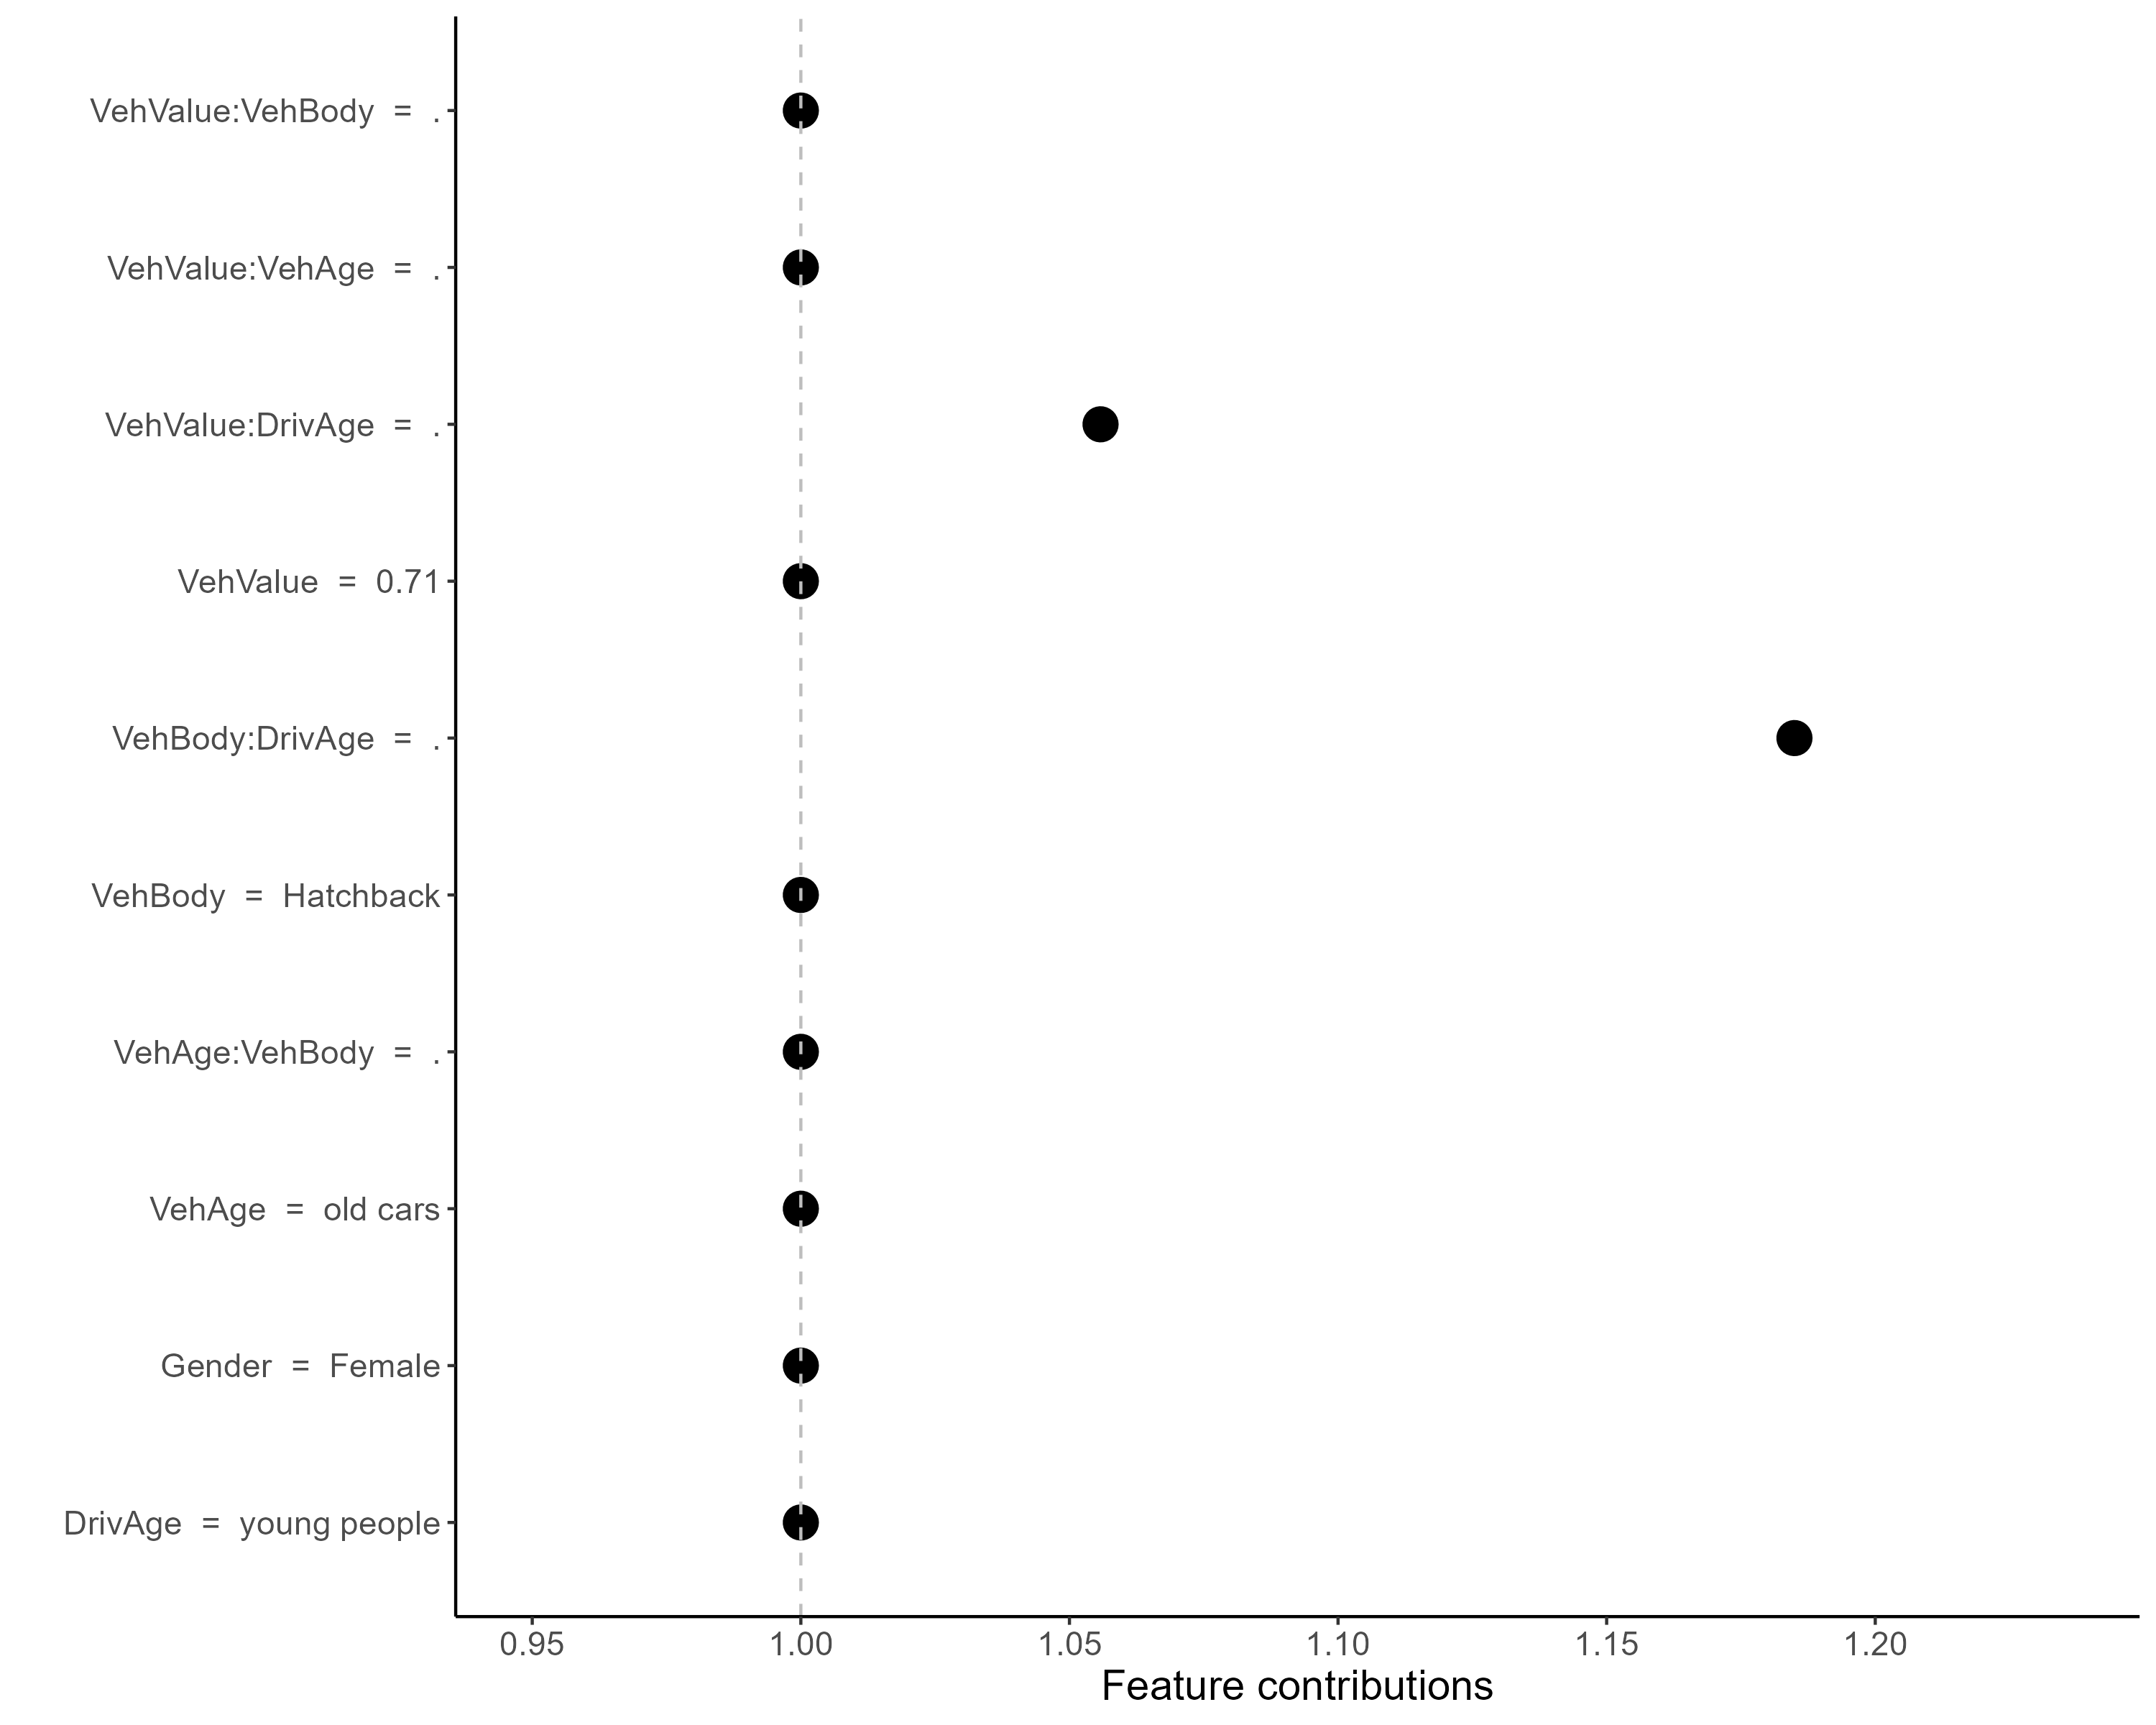 VehValue:VehBody = .
VehValue:VehAge = .
VehValue:DrivAge = .
VehValue = 0.71
VehBody:DrivAge = .
VehBody = Hatchback
VehAge:VehBody = .
VehAge = old cars
Gender = Female
DrivAge = young people
0.95 1.00 1.05 1.10 1.15 1.20
Feature contributions